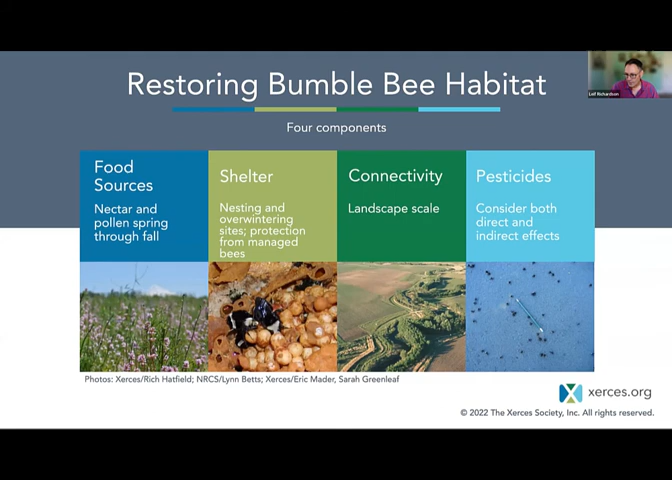 Restoring Bumble Bee Habitat
Leif Richardson
Four components
Food
Sources
Nectar and
pollen spring
through fall
Shelter
Nesting and
overwintering
sites; protection
from managed
bees
Connectivity
Landscape scale
Pesticides
Consider both
direct and
indirect effects
Photos: Xerces/Rich Hatfield; NRCS/Lynn Betts; Xerces/Eric Mader, Sarah Greenleaf
xerces.org
© 2022 The Xerces Society, Inc. All rights reserved.